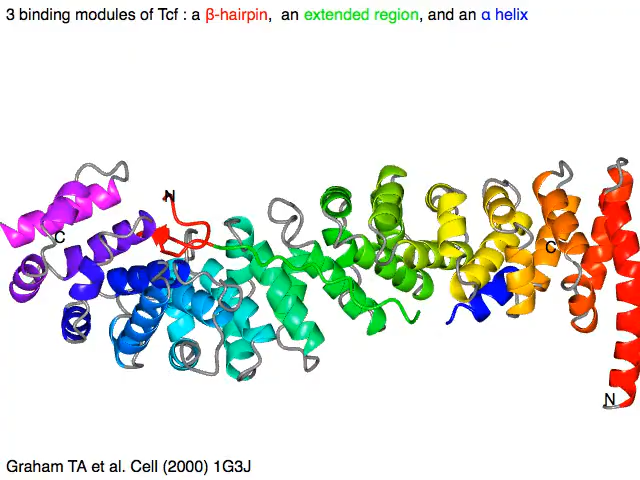 3 binding modules of Tcf : a β-hairpin,  an extended region, and an α helix
N
C
C
N
Graham TA et al. Cell (2000) 1G3J